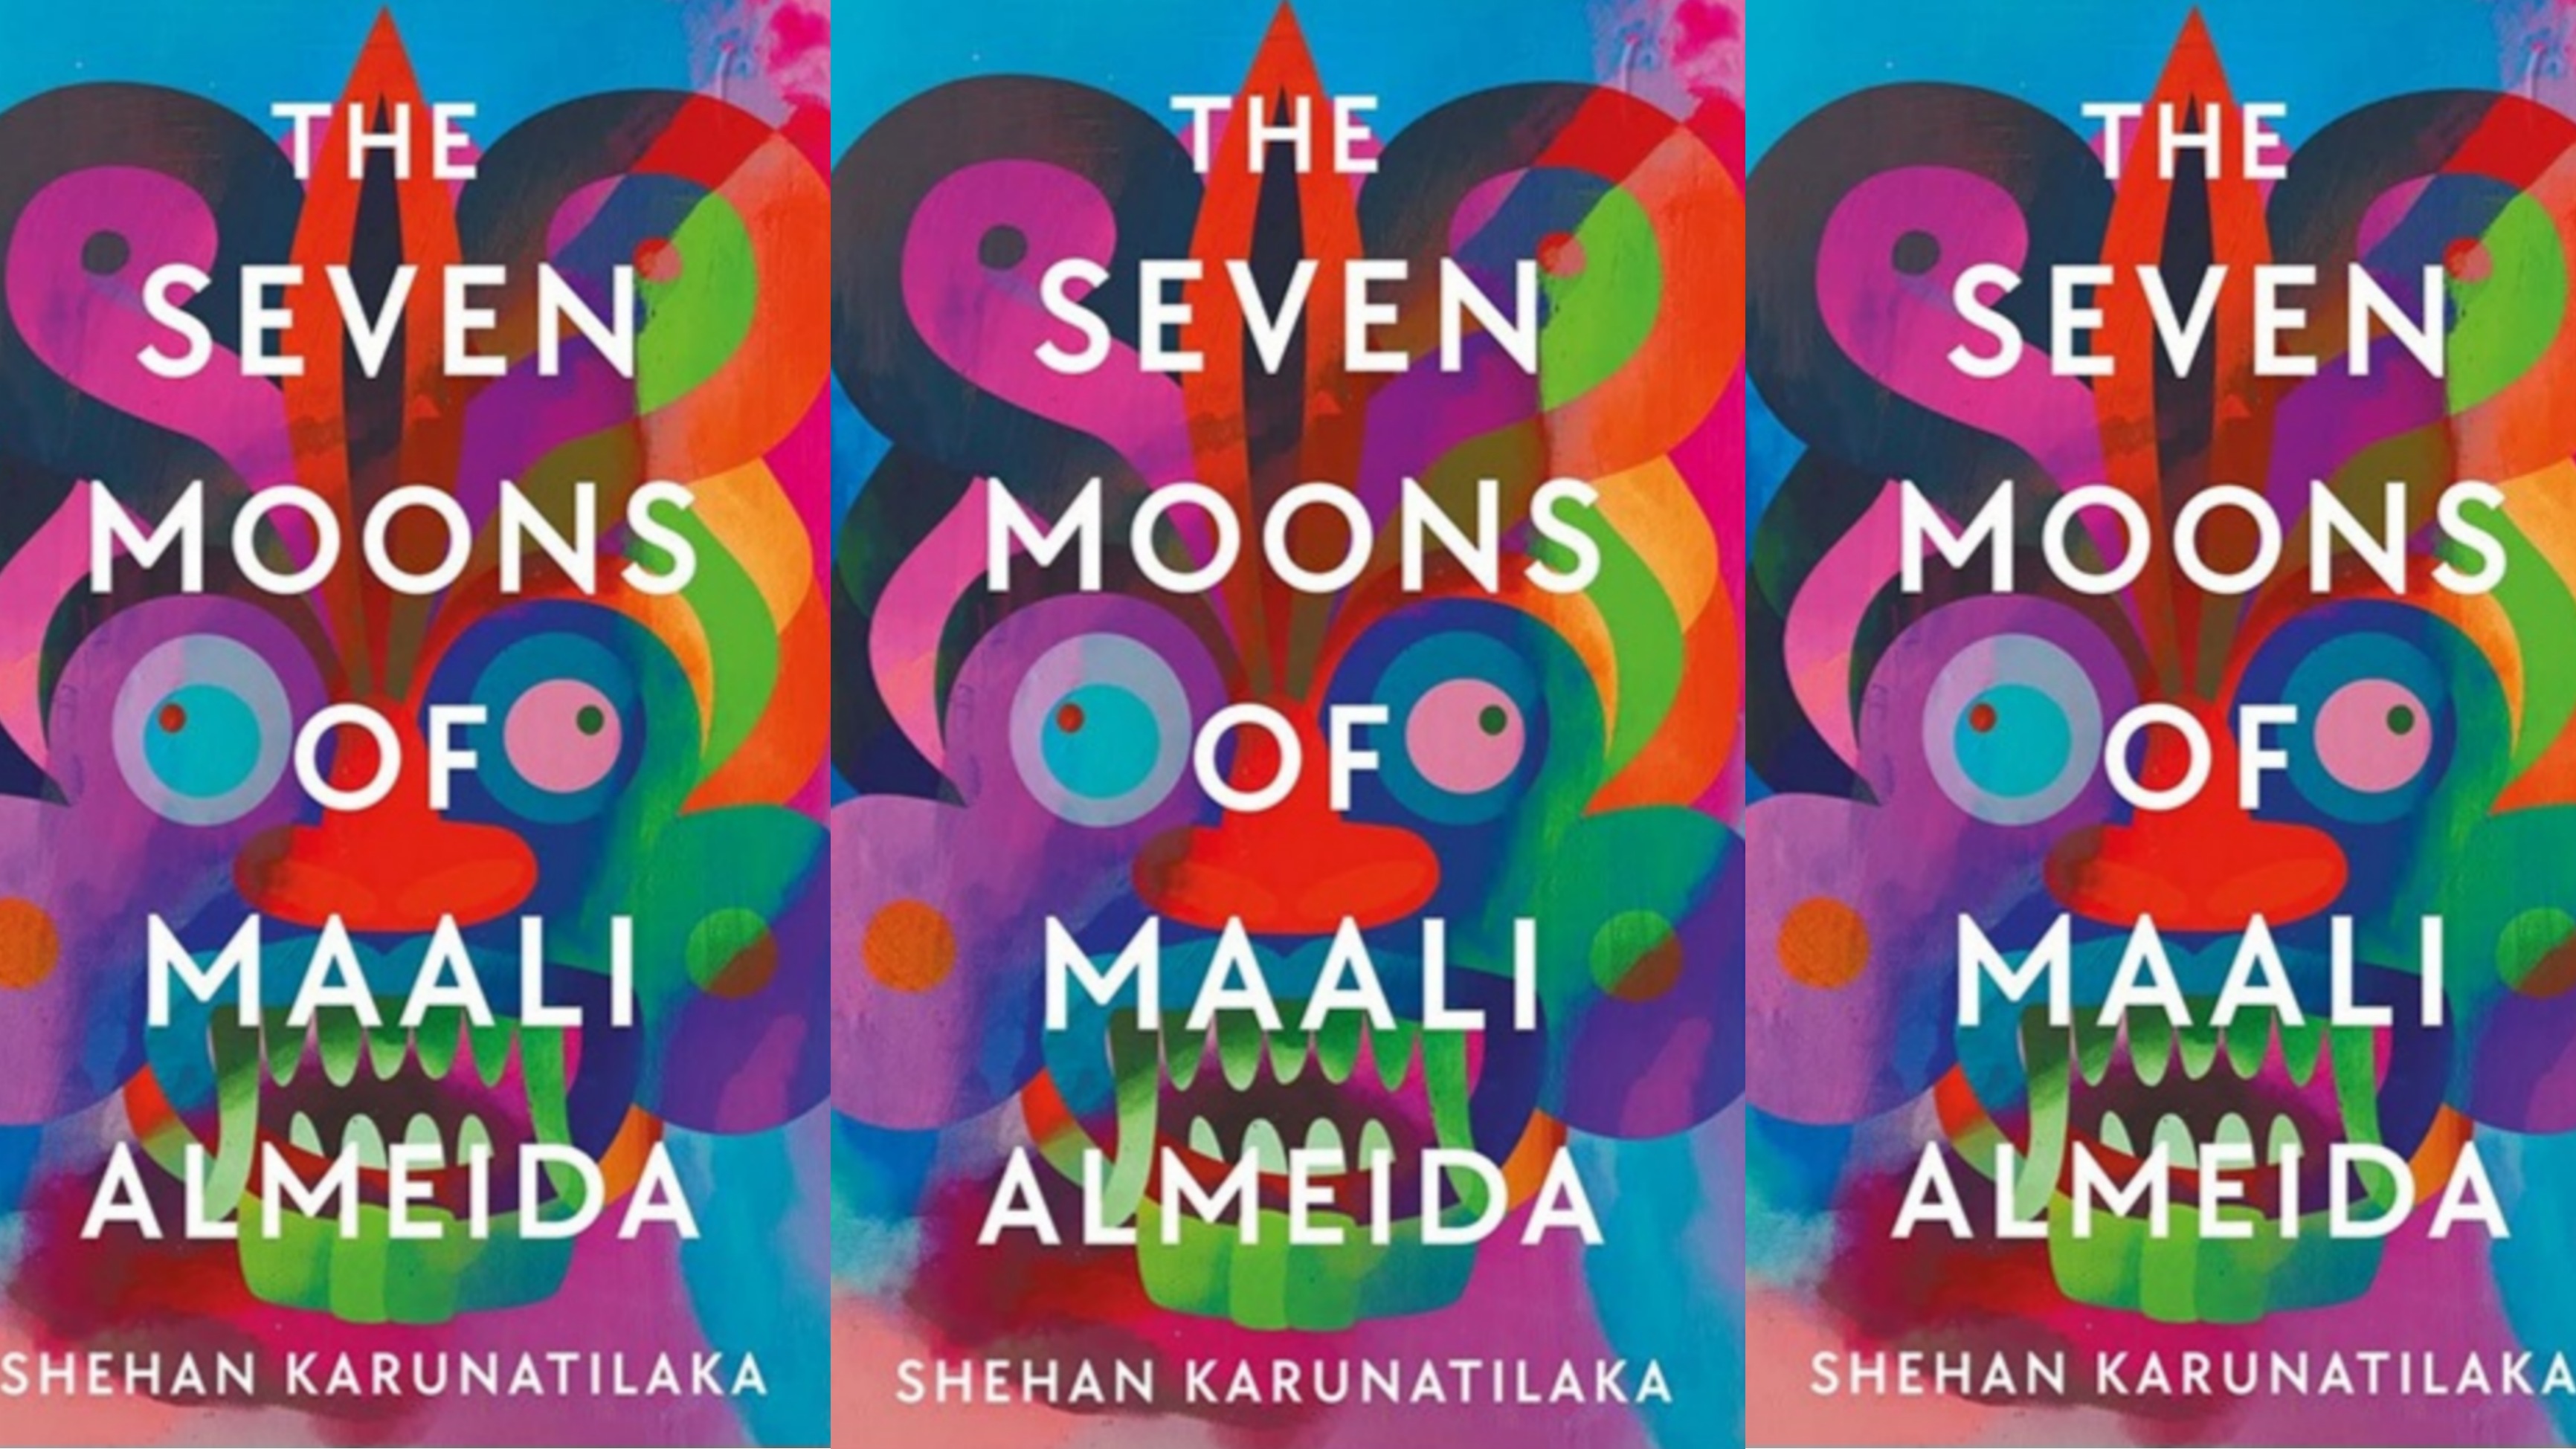 THE
SEVEN
MOONS
OF
MAALI
ALMEIDA
SHEHAN KARUNATILAKA
THE
SEVEN
MOONS
OF
MAALI
ALMEIDA
SHEHAN KARUNATILAKA
THE
SEVEN
MOONS
OF
MAALI
ALMEIDA
SHEHAN KARUNATILAKA